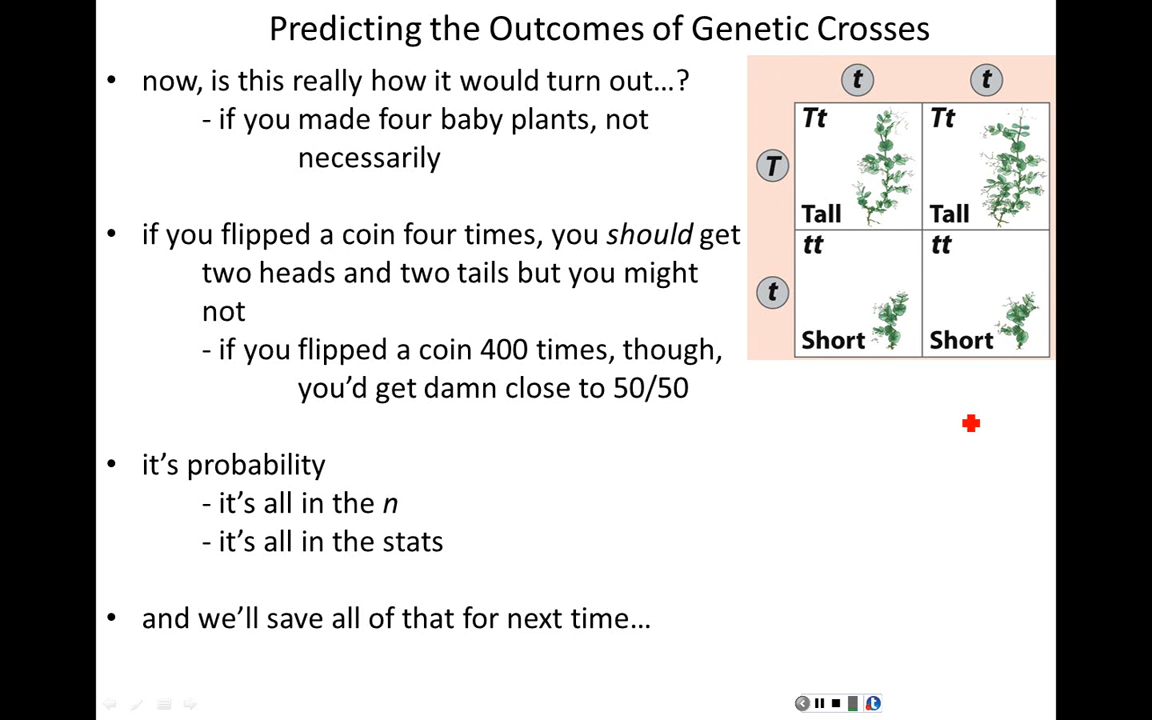 Predicting the Outcomes of Genetic Crosses
• now, is this really how it would turn out…?
- if you made four baby plants, not
necessarily
• if you flipped a coin four times, you should get
two heads and two tails but you might
not
- if you flipped a coin 400 times, though,
you’d get damn close to 50/50
• it’s probability
- it’s all in the n
- it’s all in the stats
• and we’ll save all of that for next time…
t t
Tt Tt
T
Tall Tall
tt tt
t
Short Short
t